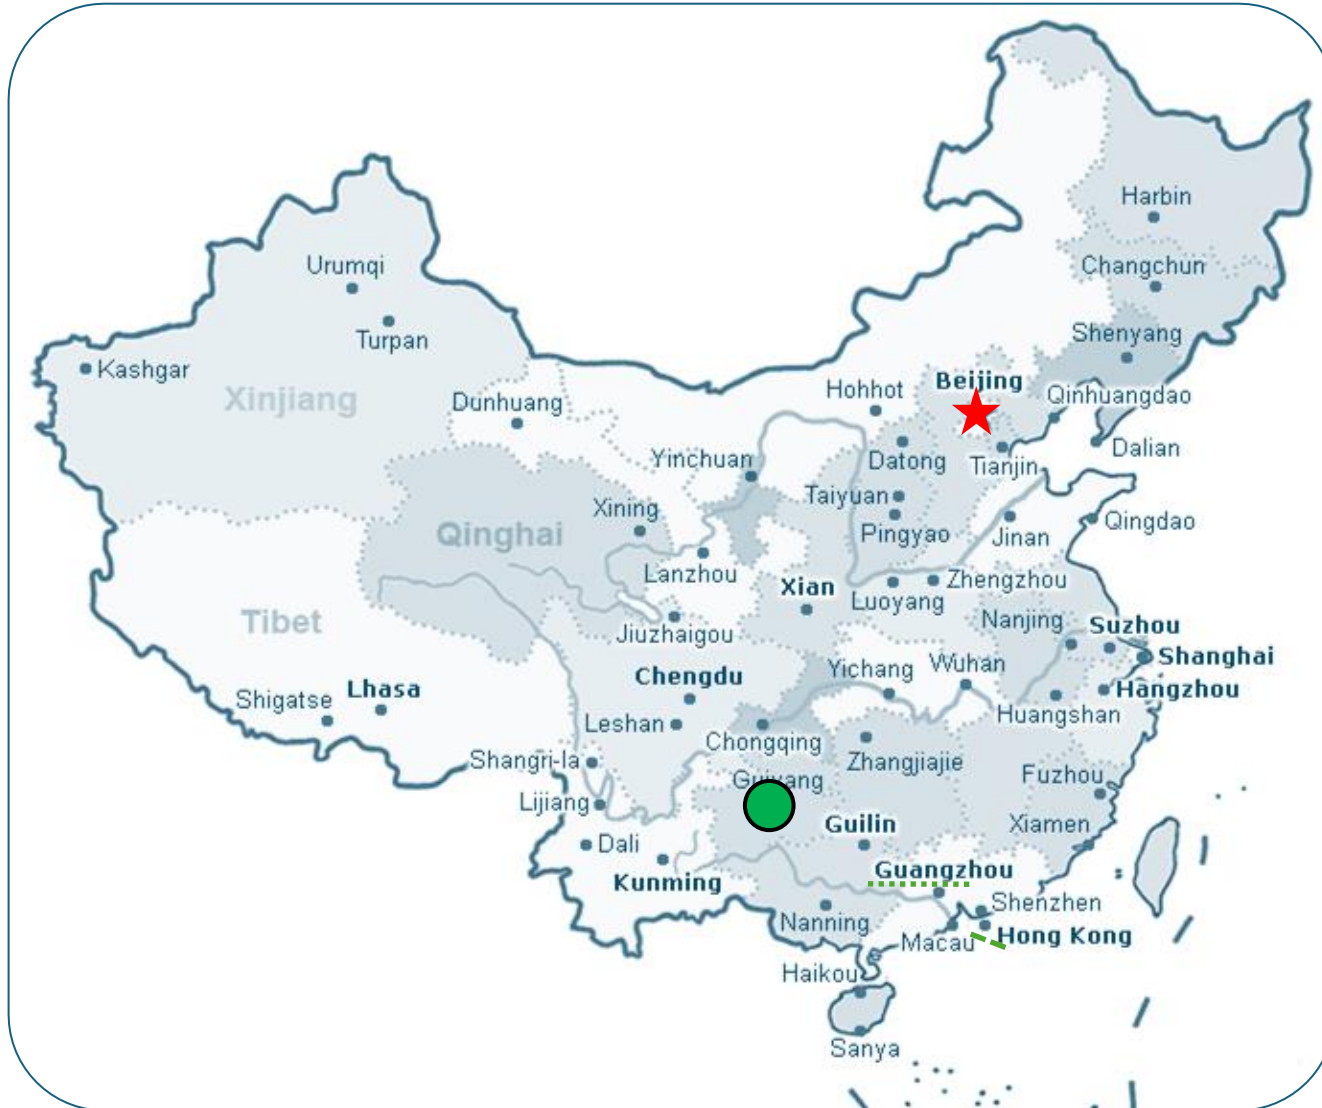 Harbin
Urumqi
Changchun
Turpan
Shenyang
Kashgar
Hohhot
Beijing
Xinjiang
Dunhuang
Qinhuangdao
Yinchuan
Datong
Tianjin
Dalian
Taiyuan
Xining
Qinghai
Pingyao
Jinan
Qingdao
Lanzhou
Xian
Luoyang
Zhengzhou
Tibet
Jiuzhaigou
Nanjing
Suzhou
Shanghai
Chengdu
Yichang
Wuhan
Hangzhou
Shigatse
Lhasa
Leshan
Huangshan
Chongqing
Shangri-la
Zhangjiajie
Guiyang
Fuzhou
Lijiang
Guilin
Xiamen
Dali
Kunming
Guangzhou
Shenzhen
Nanning
Macau
Hong Kong
Haikou
Sanya